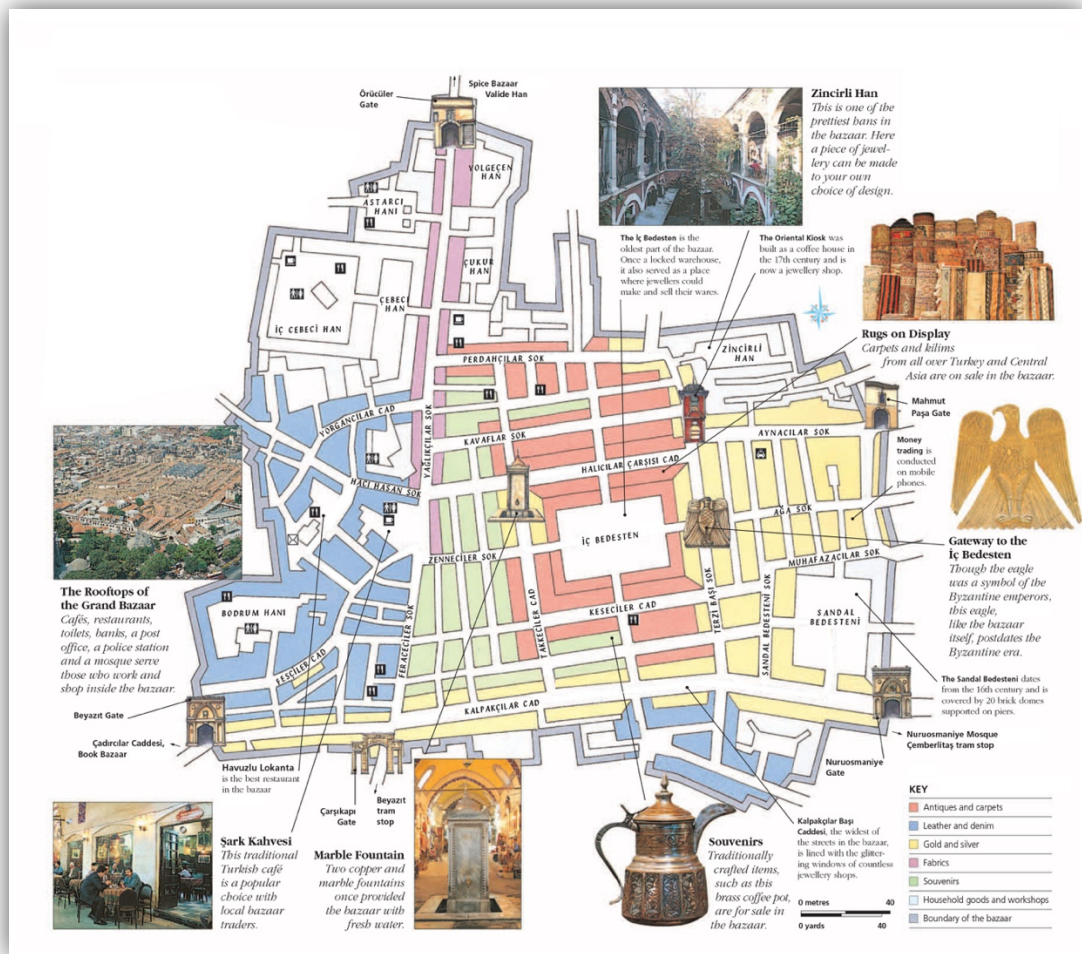 Spice Bazaar
Valide Han
Örücüler
Gate
Zincirli Han
This is one of the
prettiest hans in
the bazaar. Here
a piece of jewel-
lery can be made
to your own
choice of design.
YOLGEÇEN
HAN
ASTARCI
HANI
ÇUKUR
HAN
ÇEBECI HAN
İÇ CEBECI HAN
The İç Bedesten is the
oldest part of the bazaar.
Once a locked warehouse,
it also served as a place
where jewellers could
make and sell their wares.
The Oriental Kiosk was
built as a coffee house in
the 17th century and is
now a jewellery shop.
Rugs on Display
Carpets and kilims
from all over Turkey and Central
Asia are on sale in the bazaar.
PERDAHÇILAR SOK
ZINCIRLI
HAN
Mahmut
Paşa Gate
YORGANCILAR CAD
YAĞLIKÇILAR SOK
KAVAFLAR SOK
HALICILAR ÇARŞISI CAD
AYNACILAR SOK
Money
trading is
conducted
on mobile
phones.
HACI HASAN SOK
AĞA SOK
İÇ BEDESTEN
ZENNECILER SOK
MUHAFAZACILAR SOK
Gateway to the
İç Bedesten
Though the eagle
was a symbol of the
Byzantine emperors,
this eagle,
like the bazaar
itself, postdates the
Byzantine era.
The Rooftops of
the Grand Bazaar
Cafés, restaurants,
toilets, banks, a post
office, a police station
and a mosque serve
those who work and
shop inside the bazaar.
BODRUM HANI
FERACECILER SOK
TAKKECILER CAD
KESECILER CAD
TERZI BAŞI SOK
SANDAL BEDESTENI SOK
SANDAL
BEDESTENI
FESÇILER CAD
KALPAKÇILAR CAD
The Sandal Bedesteni dates
from the 16th century and is
covered by 20 brick domes
supported on piers.
Beyazıt Gate
Çadırcılar Caddesi,
Book Bazaar
Nuruosmaniye Mosque
Çemberlitaş tram stop
Nuruosmaniye
Gate
Havuzlu Lokanta
is the best restaurant
in the bazaar
Çarşıkapı
Gate
Beyazıt
tram
stop
Şark Kahvesi
This traditional
Turkish café
is a popular
choice with
local bazaar
traders.
Marble Fountain
Two copper and
marble fountains
once provided
the bazaar with
fresh water.
Souvenirs
Traditionally
crafted items,
such as this
brass coffee pot,
are for sale in
the bazaar.
Kalpakçılar Başı
Caddesi, the widest of
the streets in the bazaar,
is lined with the glitter-
ing windows of countless
jewellery shops.
0 metres 40
0 yards 40
KEY
Antiques and carpets
Leather and denim
Gold and silver
Fabrics
Souvenirs
Household goods and workshops
Boundary of the bazaar